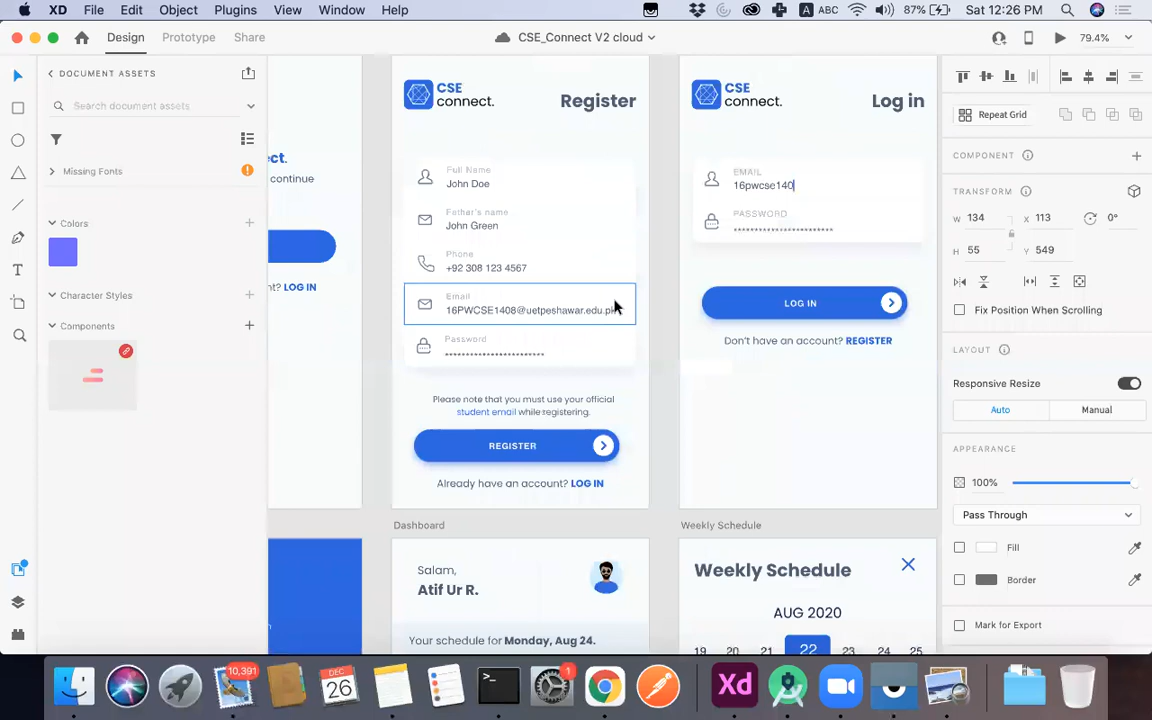 XD File Edit Object Plugins View Window Help A ABC 87% Sat 12:26 PM
Design Prototype Share CSE_Connect V2 cloud 79.4%
DOCUMENT ASSETS
Search document assets
Missing Fonts
Colors
Character Styles
Components
ct.
continue
LOG IN
CSE
connect.
Register
Full Name
John Doe
Father's name
John Green
Phone
+92 308 123 4567
Email
16PWCSE1408@uetpeshawar.edu.pk
Password
Please note that you must use your official
student email while registering.
REGISTER
Already have an account? LOG IN
CSE
connect.
Log in
EMAIL
16pwcse140
PASSWORD
LOG IN
Don't have an account? REGISTER
Dashboard
Salam,
Atif Ur R.
Your schedule for Monday, Aug 24.
Weekly Schedule
Weekly Schedule
AUG 2020
19 20 21 22 23 24 25
Repeat Grid
COMPONENT
TRANSFORM
W 134 X 113 0°
H 55 Y 549
Fix Position When Scrolling
LAYOUT
Responsive Resize
Auto Manual
APPEARANCE
100%
Pass Through
Fill
Border
Mark for Export
10,391
DEC
26
1
Xd